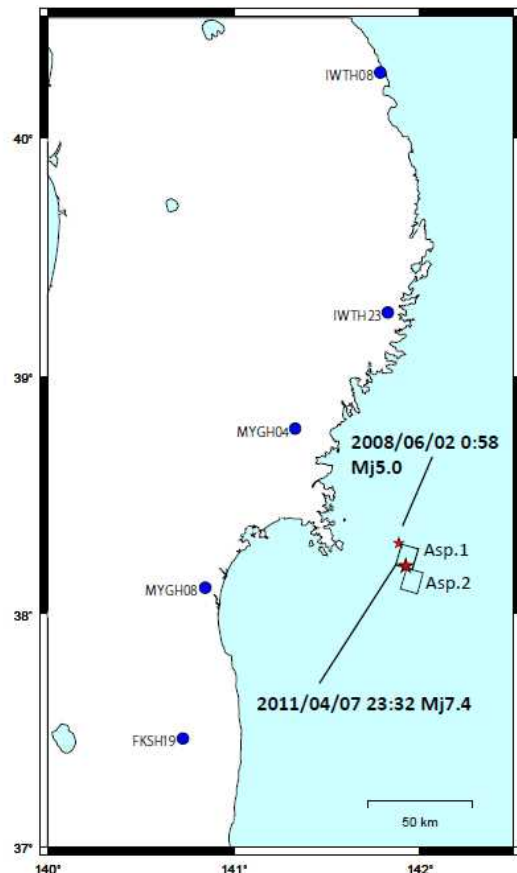 IWTH08
40°
IWTH23
39°
MYGH04
2008/06/02 0:58
Mj5.0
Asp.1
Asp.2
MYGH08
38°
2011/04/07 23:32 Mj7.4
FKSH19
50 km
37°
140°
141°
142°